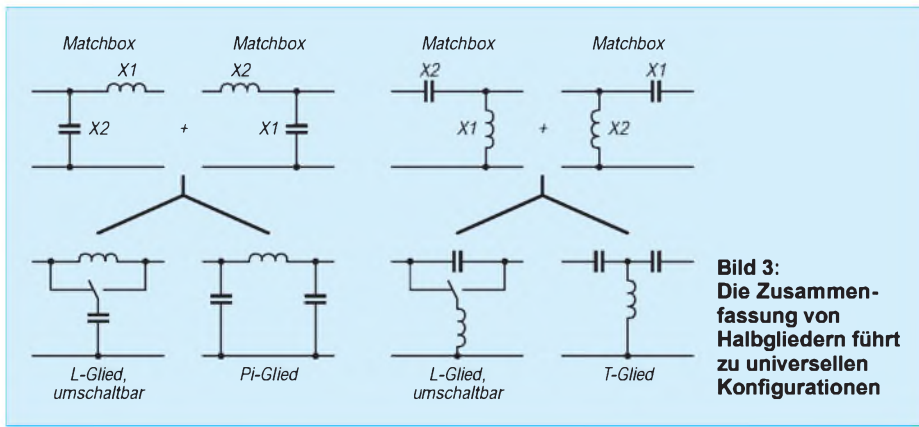 Matchbox
Matchbox
Matchbox
Matchbox
X1
X2
X2
X1
X2
+
X1
X1
+
X2
L-Glied,
umschaltbar
Pi-Glied
L-Glied,
umschaltbar
T-Glied
Bild 3:
Die Zusammen-
fassung von
Halbgliedern führt
zu universellen
Konfigurationen